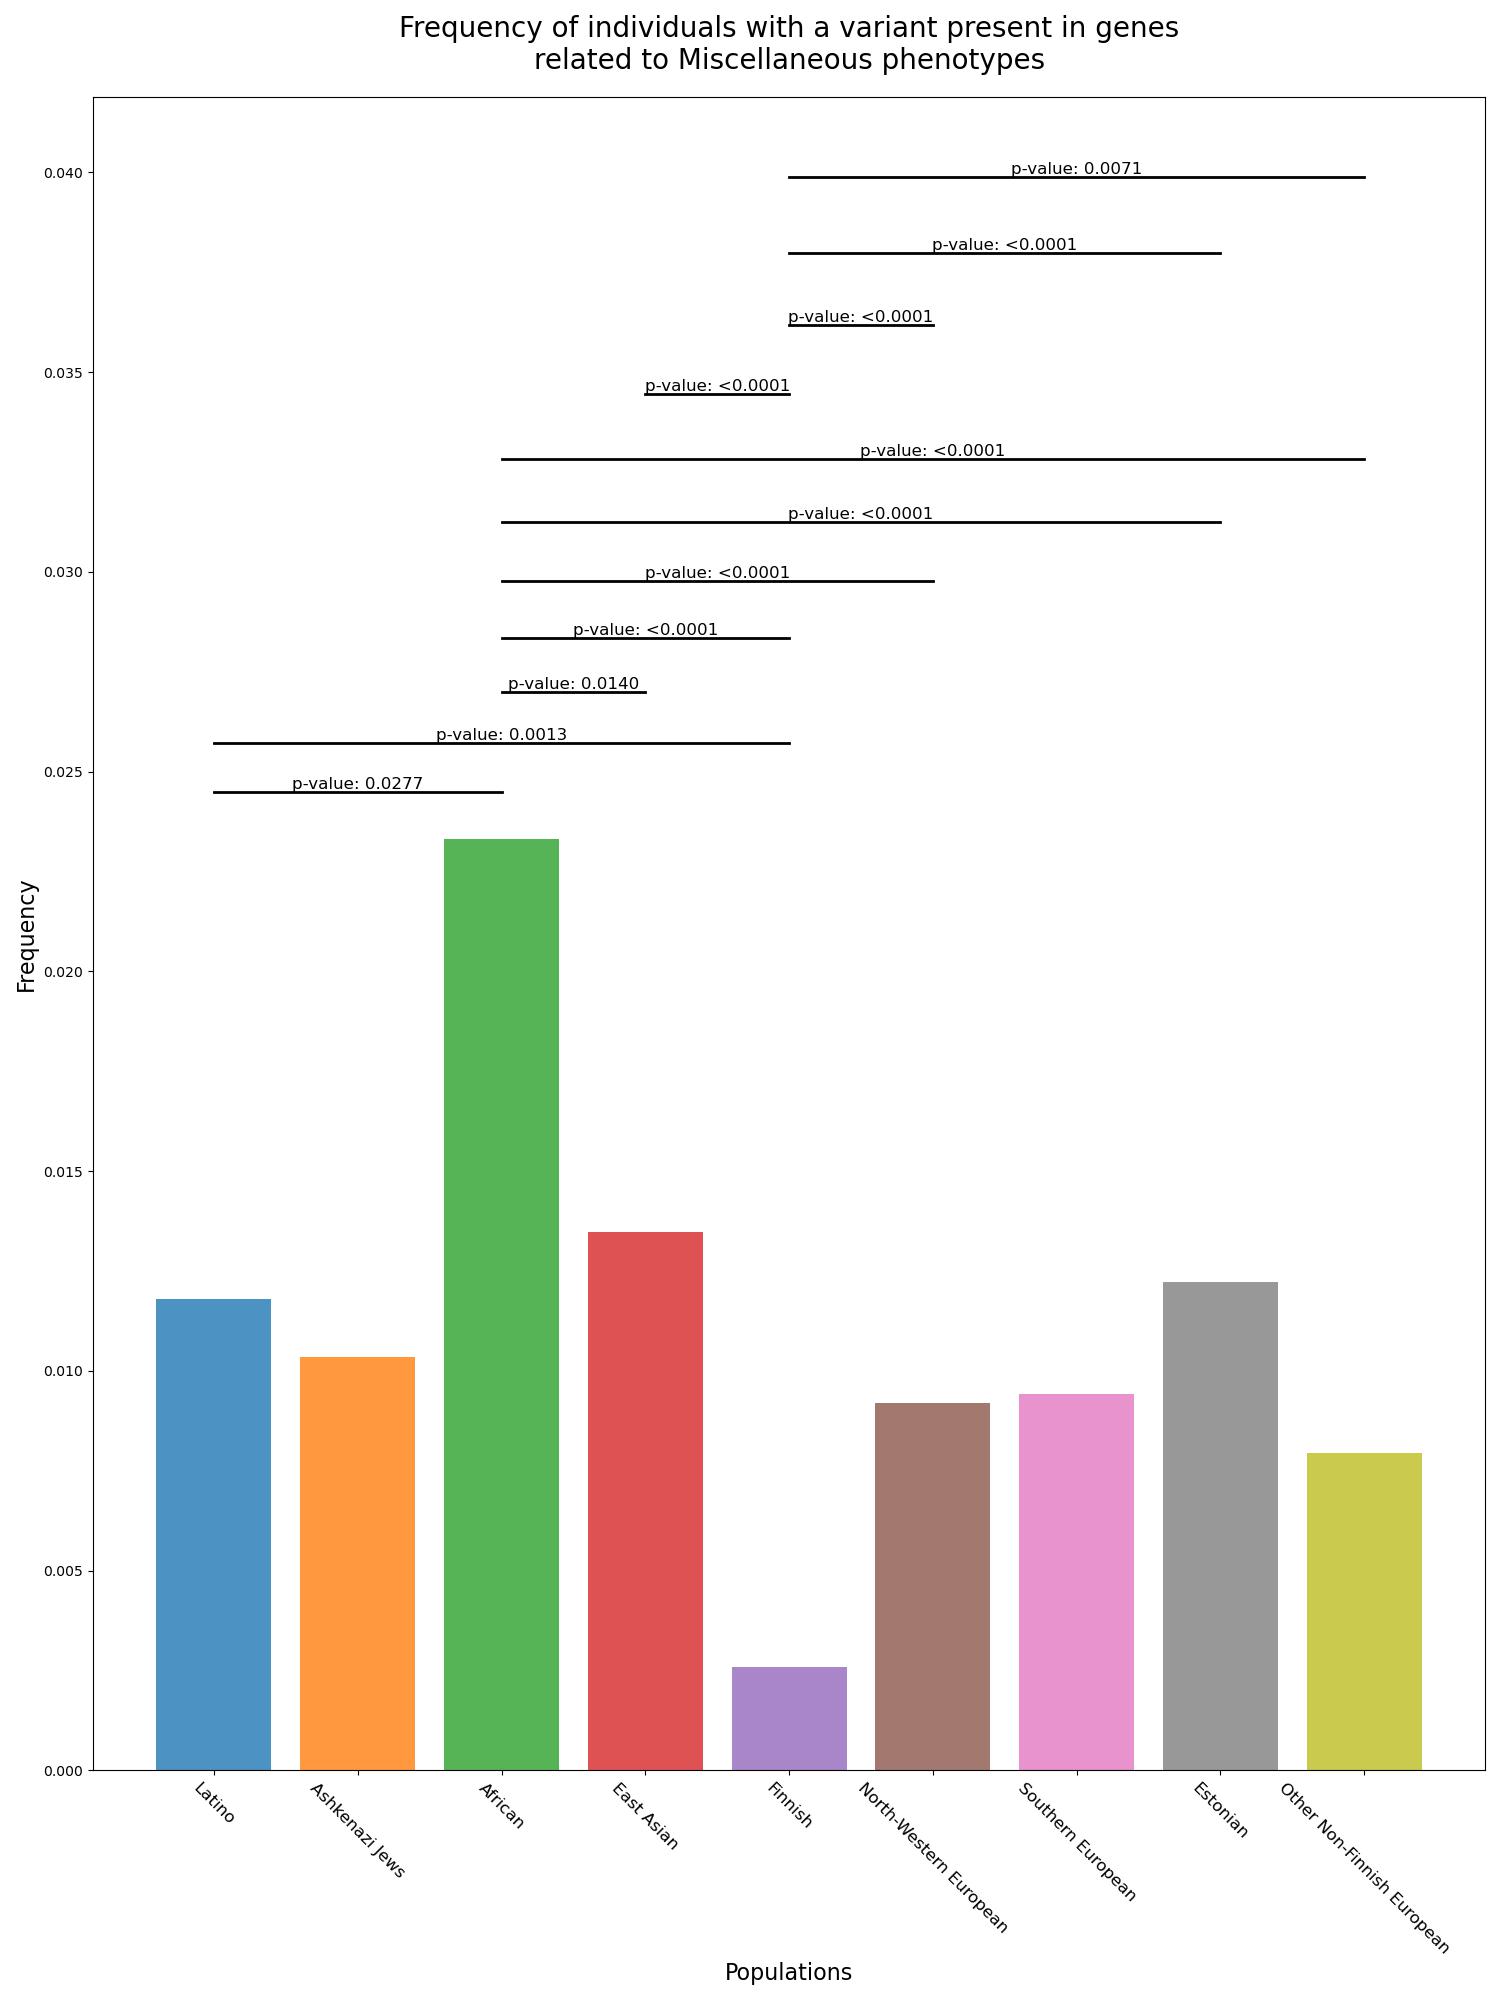 Frequency of individuals with a variant present in genes
related to Miscellaneous phenotypes
p-value: 0.0071
p-value: <0.0001
p-value: <0.0001
p-value: <0.0001
p-value: <0.0001
p-value: <0.0001
p-value: <0.0001
p-value: <0.0001
p-value: 0.0140
p-value: 0.0013
p-value: 0.0277
0.040
0.035
0.030
0.025
0.020
0.015
0.010
0.005
0.000
Frequency
Latino
Ashkenazi Jews
African
East Asian
Finnish
North-Western European
Southern European
Estonian
Other Non-Finnish European
Populations